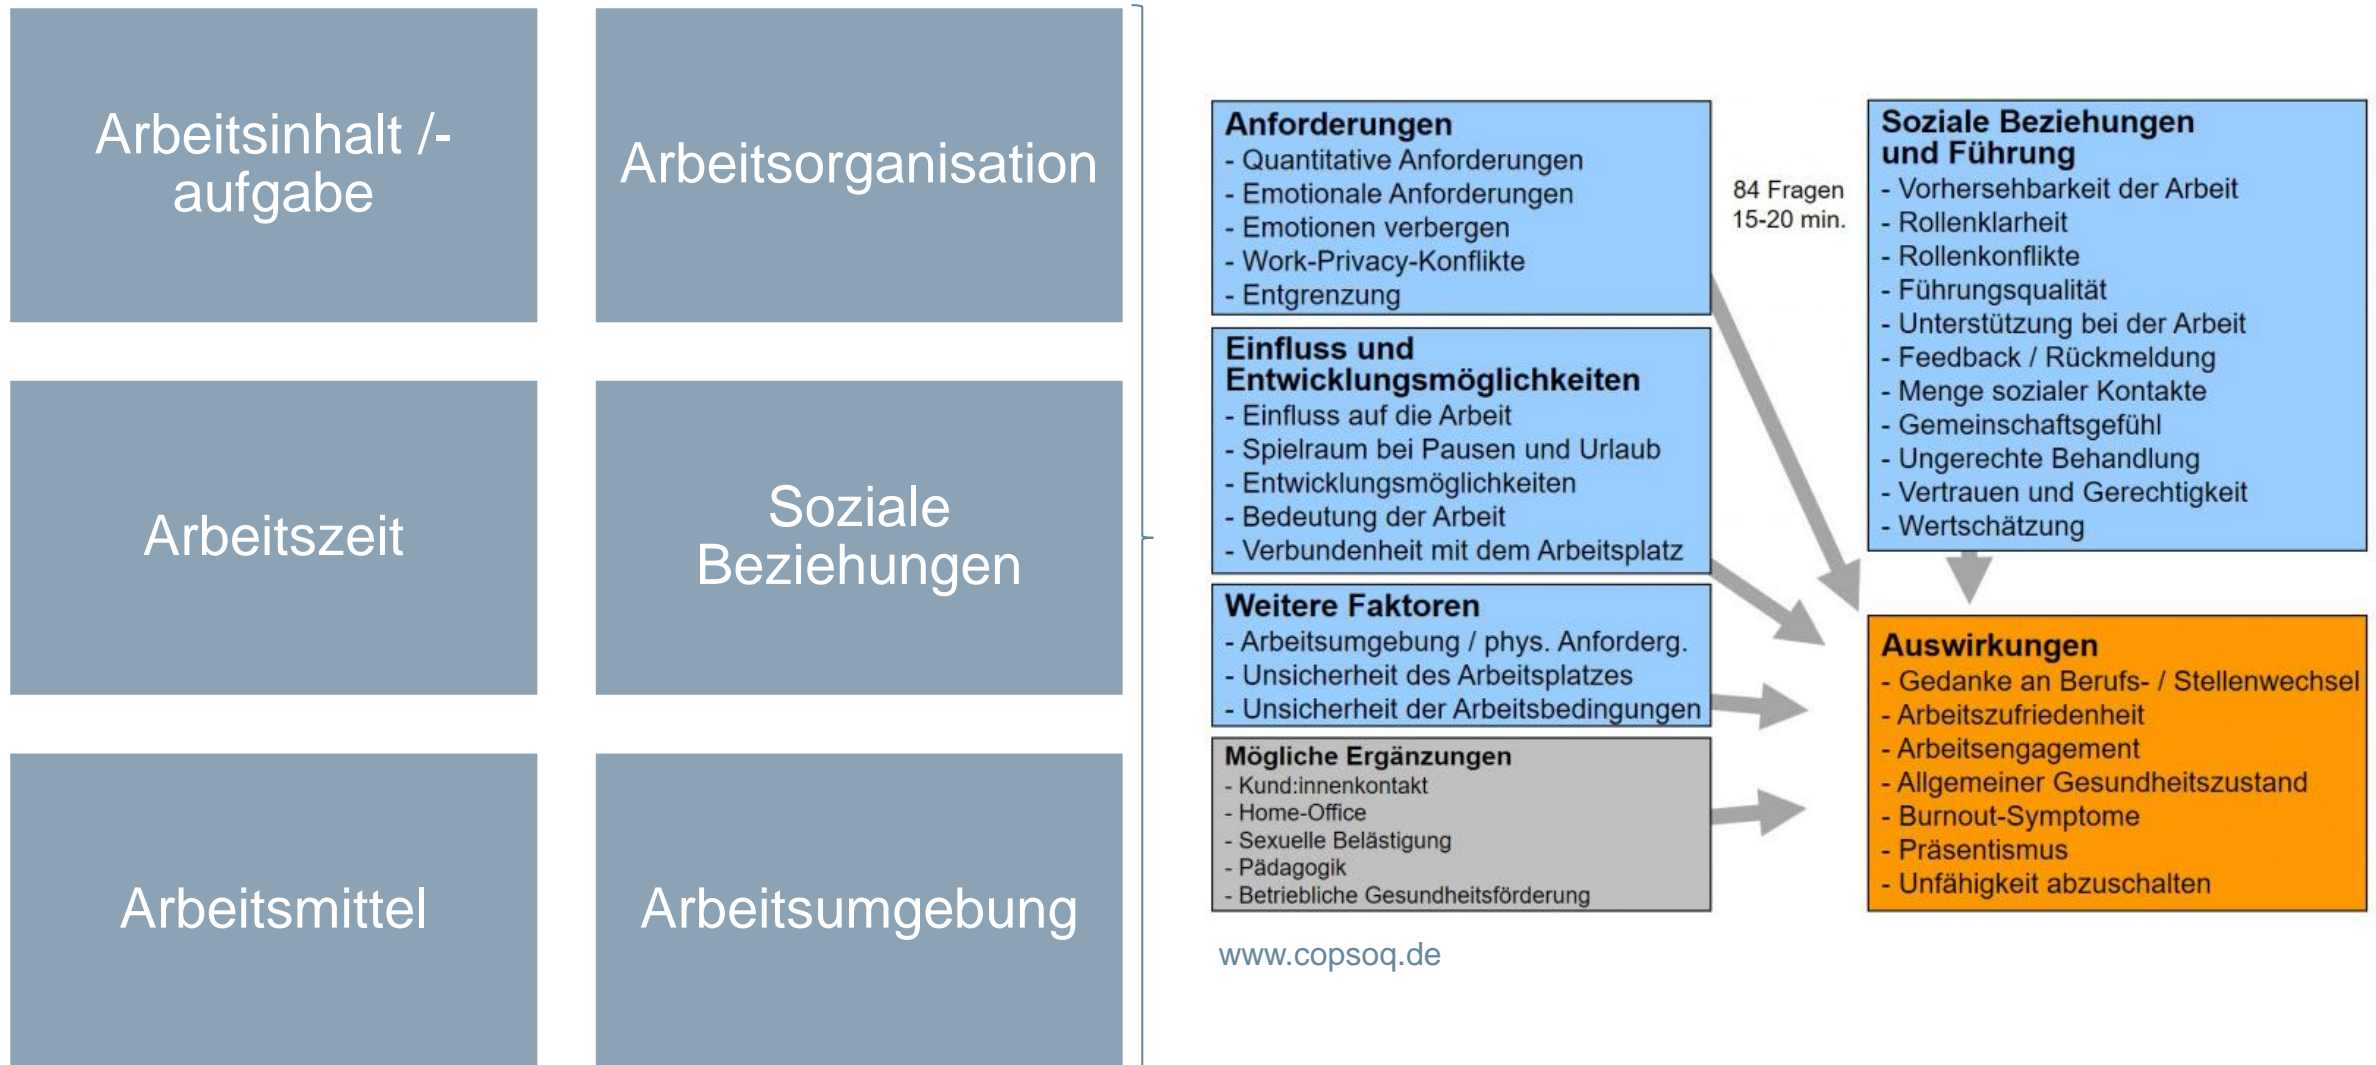 Arbeitsinhalt /-
aufgabe
Arbeitsorganisation
Arbeitszeit
Soziale
Beziehungen
Arbeitsmittel
Arbeitsumgebung
Anforderungen
- Quantitative Anforderungen
- Emotionale Anforderungen
- Emotionen verbergen
- Work-Privacy-Konflikte
- Entgrenzung
Einfluss und
Entwicklungsmöglichkeiten
- Einfluss auf die Arbeit
- Spielraum bei Pausen und Urlaub
- Entwicklungsmöglichkeiten
- Bedeutung der Arbeit
- Verbundenheit mit dem Arbeitsplatz
Weitere Faktoren
- Arbeitsumgebung / phys. Anforderg.
- Unsicherheit des Arbeitsplatzes
- Unsicherheit der Arbeitsbedingungen
Mögliche Ergänzungen
- Kund:innenkontakt
- Home-Office
- Sexuelle Belästigung
- Pädagogik
- Betriebliche Gesundheitsförderung
84 Fragen
15-20 min.
Soziale Beziehungen
und Führung
- Vorhersehbarkeit der Arbeit
- Rollenklarheit
- Rollenkonflikte
- Führungsqualität
- Unterstützung bei der Arbeit
- Feedback / Rückmeldung
- Menge sozialer Kontakte
- Gemeinschaftsgefühl
- Ungerechte Behandlung
- Vertrauen und Gerechtigkeit
- Wertschätzung
Auswirkungen
- Gedanke an Berufs- / Stellenwechsel
- Arbeitszufriedenheit
- Arbeitsengagement
- Allgemeiner Gesundheitszustand
- Burnout-Symptome
- Präsentismus
- Unfähigkeit abzuschalten
www.copsoq.de